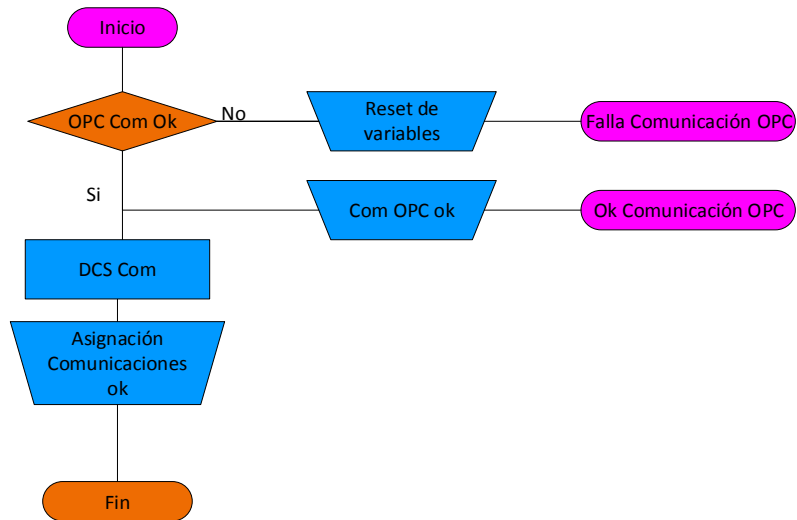 Inicio
OPC Com Ok
No
Reset de
variables
Falla Comunicación OPC
Si
Com OPC ok
Ok Comunicación OPC
DCS Com
Asignación
Comunicaciones
ok
Fin